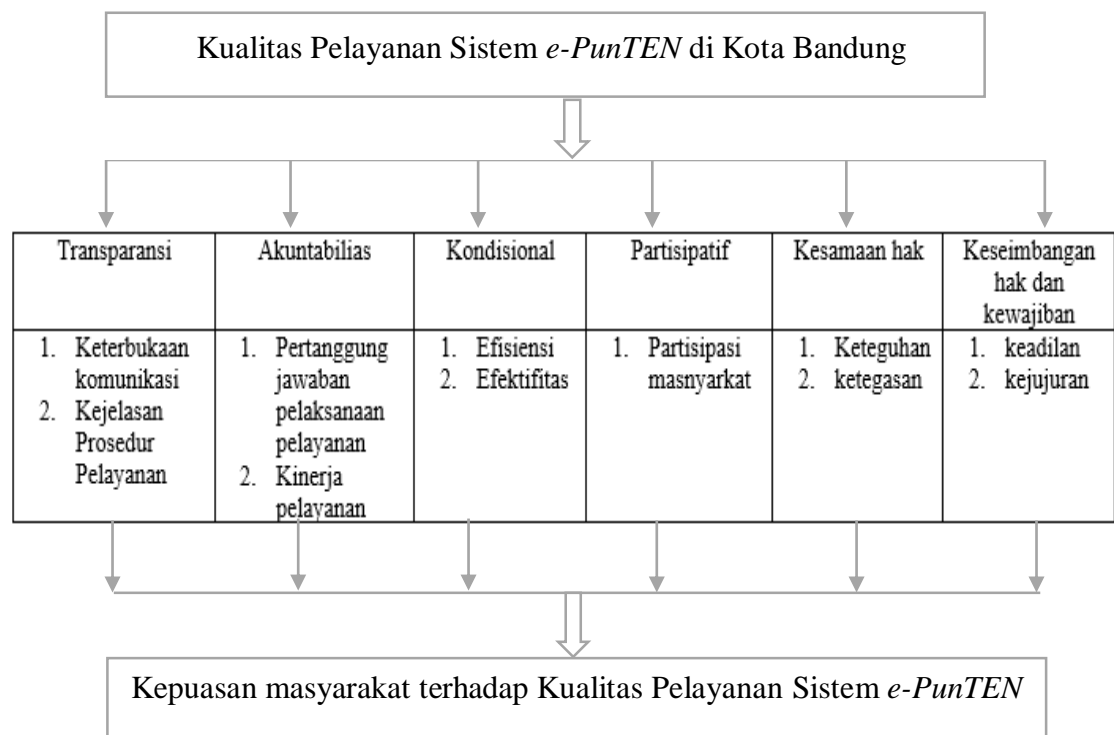 Kualitas Pelayanan Sistem e-PunTEN di Kota Bandung
Transparansi
Akuntabilias
Kondisional
Partisipatif
Kesamaan hak
Keseimbangan
hak dan
kewajiban
1. Keterbukaan
komunikasi
2. Kejelasan
Prosedur
Pelayanan
1. Pertanggung
jawaban
pelaksanaan
pelayanan
2. Kinerja
pelayanan
1. Efisiensi
2. Efektifitas
1. Partisipasi
masnyarkat
1. Keteguhan
2. ketegasan
1. keadilan
2. kejujuran
Kepuasan masyarakat terhadap Kualitas Pelayanan Sistem e-PunTEN